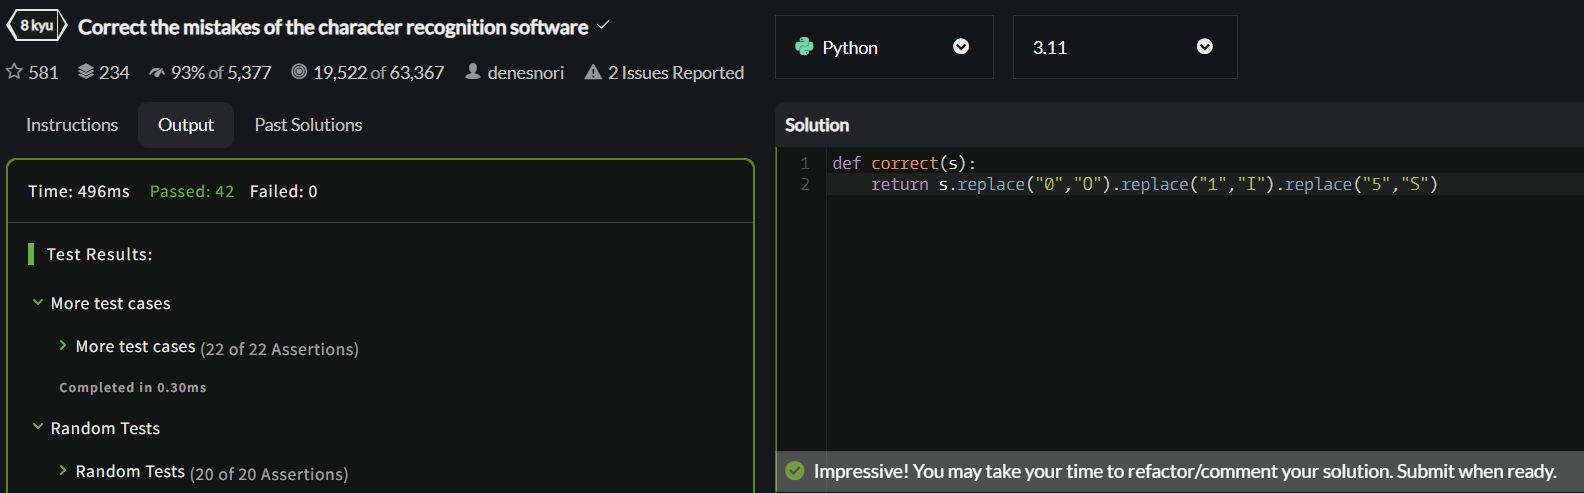 8 kyu Correct the mistakes of the character recognition software
581 234 93% of 5,377 19,522 of 63,367 denesnori 2 Issues Reported
Python 3.11
Instructions Output Past Solutions
Time: 496ms Passed: 42 Failed: 0
Test Results:
More test cases
More test cases (22 of 22 Assertions)
Completed in 0.30ms
Random Tests
Random Tests (20 of 20 Assertions)
Solution
1 def correct(s):
2 return s.replace("0","O").replace("1","I").replace("5","S")
Impressive! You may take your time to refactor/comment your solution. Submit when ready.